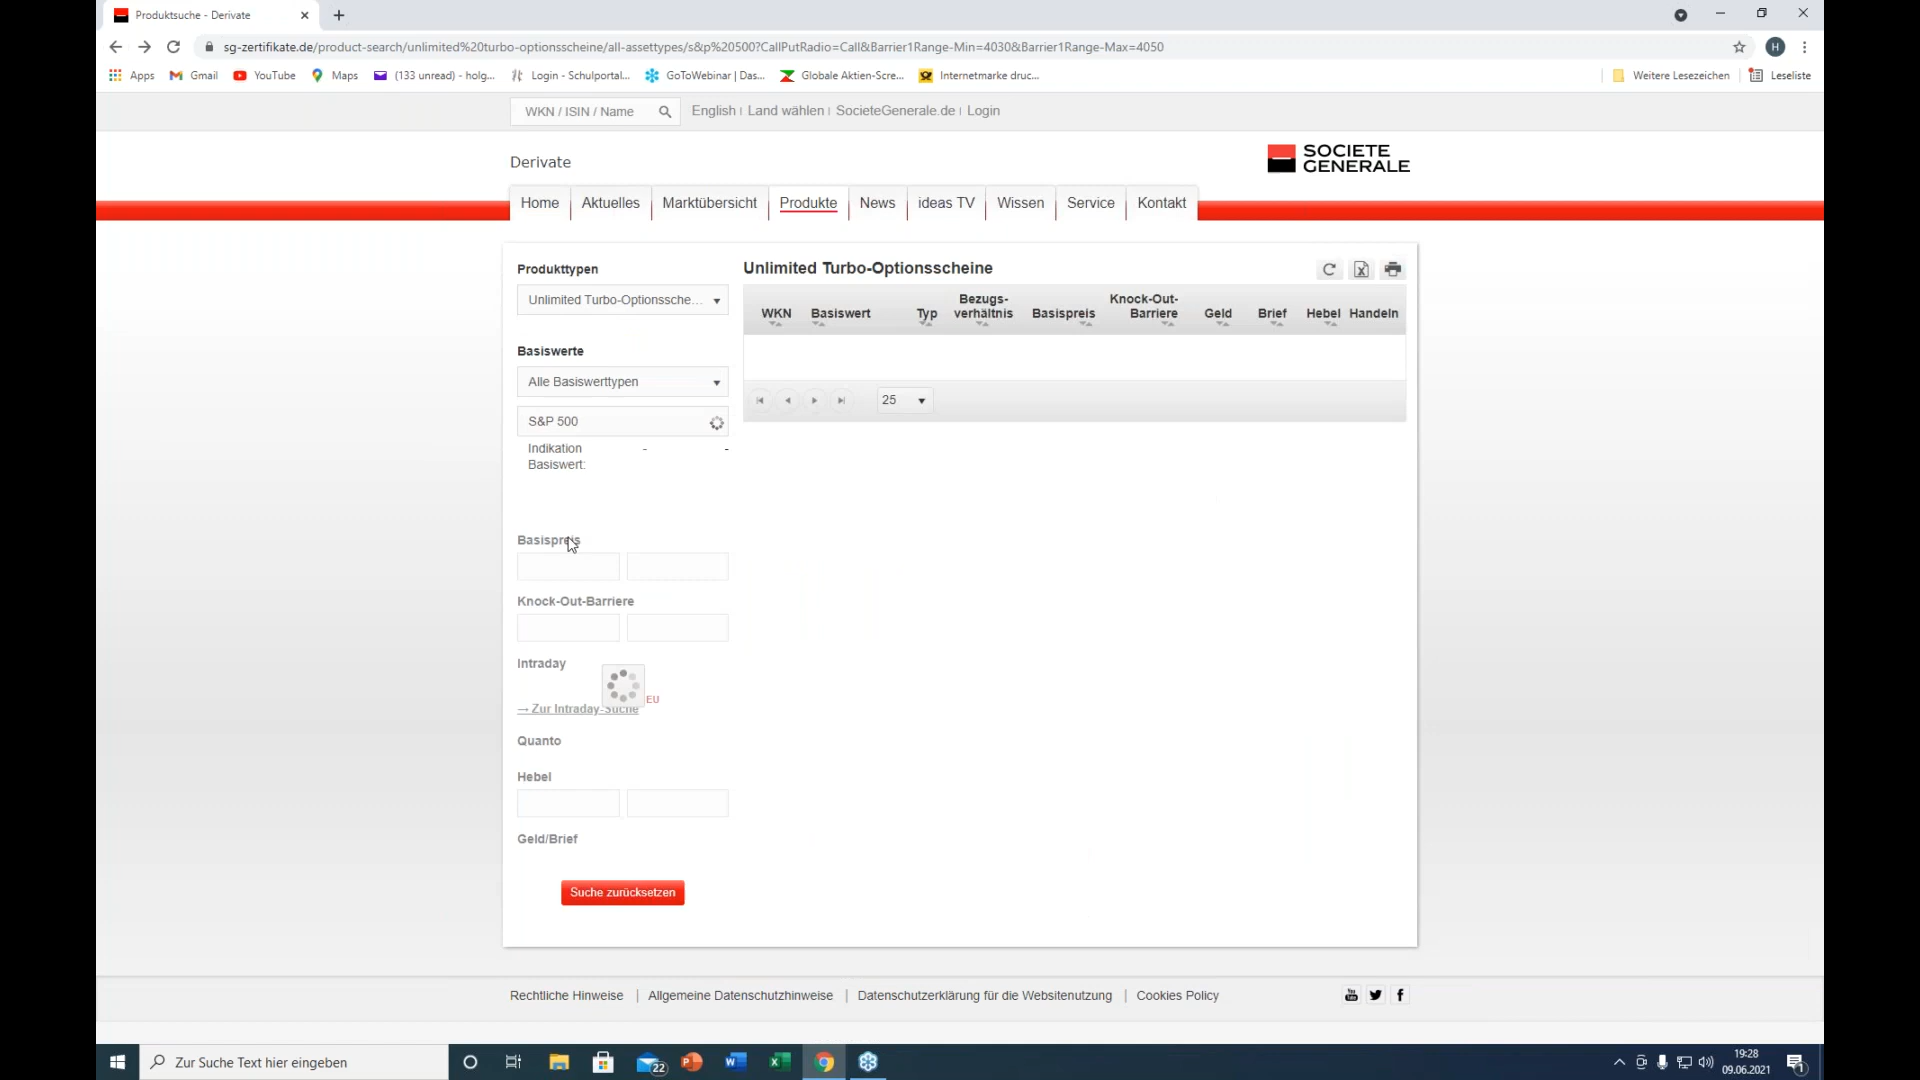 Produktsuche - Derivate
sg-zertifikate.de/product-search/unlimited%20turbo-optionsscheine/all-assettypes/s&p%20500?CallPutRadio=Call&Barrier1Range-Min=4030&Barrier1Range-Max=4050
H
Apps Gmail YouTube Maps (133 unread) - holg... Login - Schulportal... GoToWebinar | Das... Globale Aktien-Scre... Internetmarke druc... Weitere Lesezeichen Leseliste
WKN / ISIN / Name English | Land wählen | SocieteGenerale.de | Login
Derivate
SOCIETE
GENERALE
Home Aktuelles Marktübersicht Produkte News ideas TV Wissen Service Kontakt
Produkttypen
Unlimited Turbo-Optionssche...
Basiswerte
Alle Basiswerttypen
S&P 500
Indikation - -
Basiswert:
Basispreis
Knock-Out-Barriere
Intraday
EU
→ Zur Intraday-Suche
Quanto
Hebel
Geld/Brief
Suche zurücksetzen
Unlimited Turbo-Optionsscheine
WKN Basiswert Typ Bezugs-verhältnis Basispreis Knock-Out-Barriere Geld Brief Hebel Handeln
25
Rechtliche Hinweise | Allgemeine Datenschutzhinweise | Datenschutzerklärung für die Websitenutzung | Cookies Policy
Zur Suche Text hier eingeben
22
19:28
09.06.2021
1